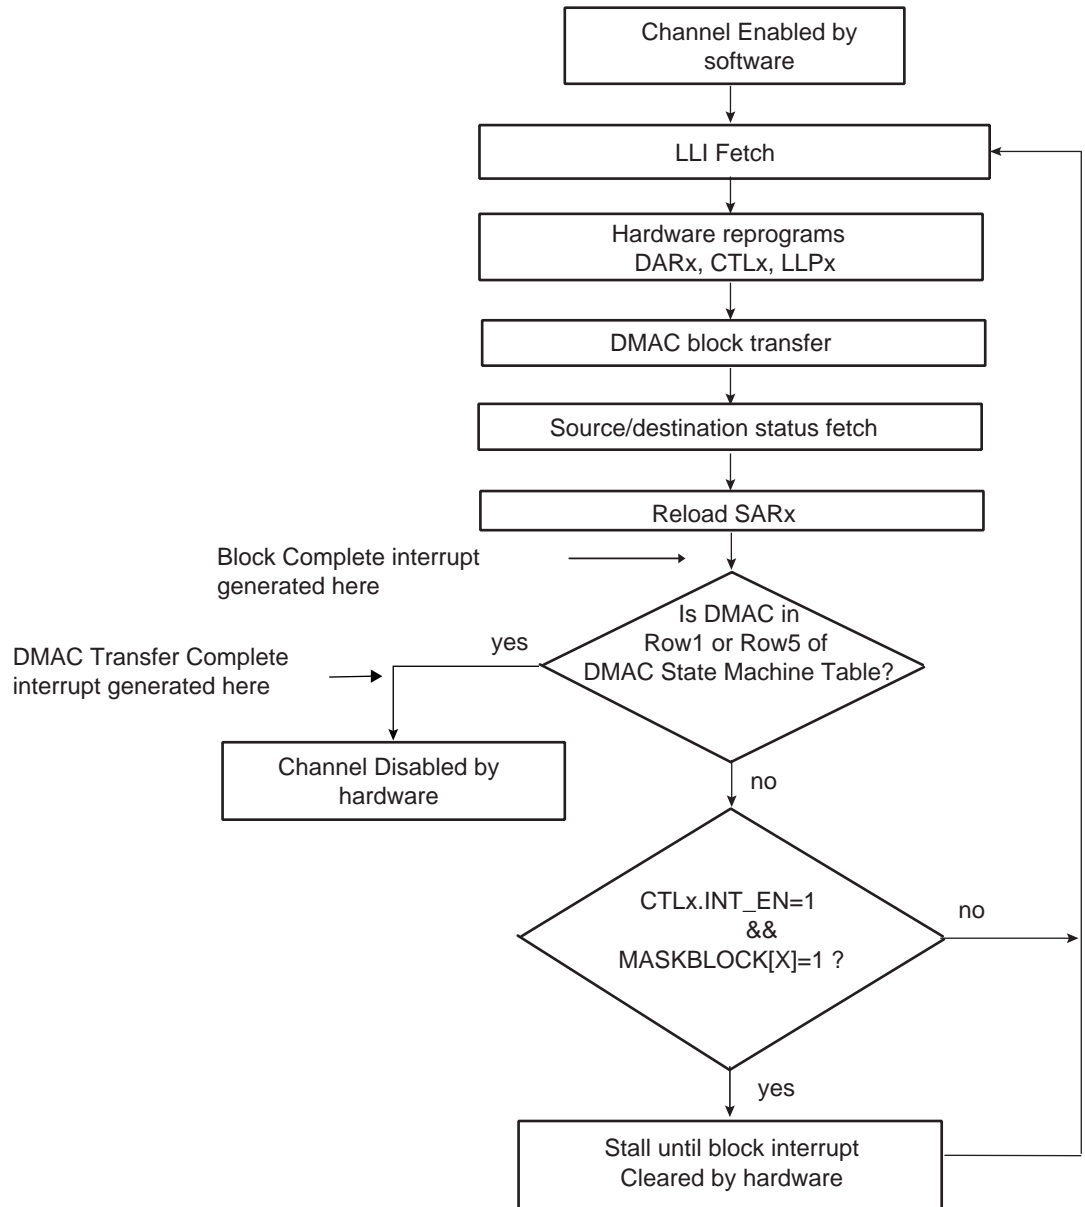 Channel Enabled by
software
LLI Fetch
Hardware reprograms
DARx, CTLx, LLPx
DMAC block transfer
Source/destination status fetch
Reload SARx
Block Complete interrupt
generated here
Is DMAC in
Row1 or Row5 of
DMAC State Machine Table?
yes
DMAC Transfer Complete
interrupt generated here
Channel Disabled by
hardware
no
CTLx.INT_EN=1
&&
MASKBLOCK[X]=1 ?
no
yes
Stall until block interrupt
Cleared by hardware